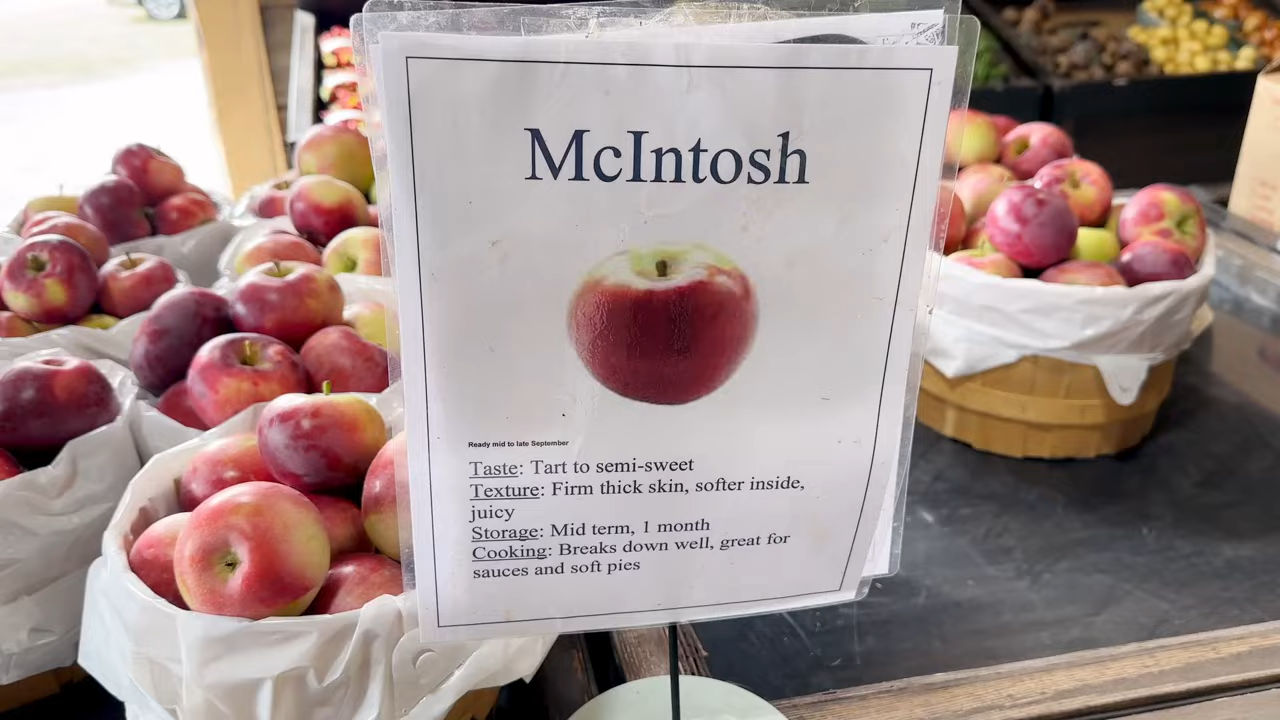 McIntosh
Ready mid to late September
Taste: Tart to semi-sweet
Texture: Firm thick skin, softer inside,
juicy
Storage: Mid term, 1 month
Cooking: Breaks down well, great for
sauces and soft pies